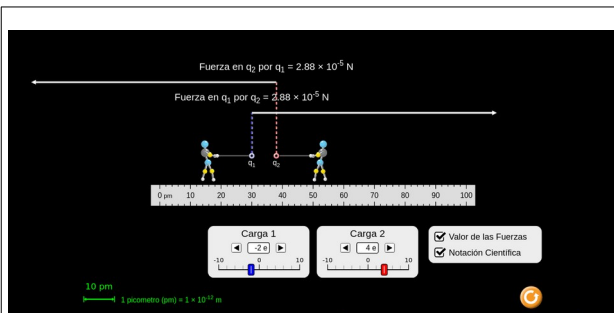 Fuerza en q₂ por q₁ = 2.88 × 10⁻⁵ N
Fuerza en q₁ por q₂ = 2.88 × 10⁻⁵ N
q₁ q₂
0 pm 10 20 30 40 50 60 70 80 90 100
Carga 1
-2 e
-10 0 10
Carga 2
4 e
-10 0 10
Valor de las Fuerzas
Notación Científica
10 pm
1 picometro (pm) = 1 × 10⁻¹² m